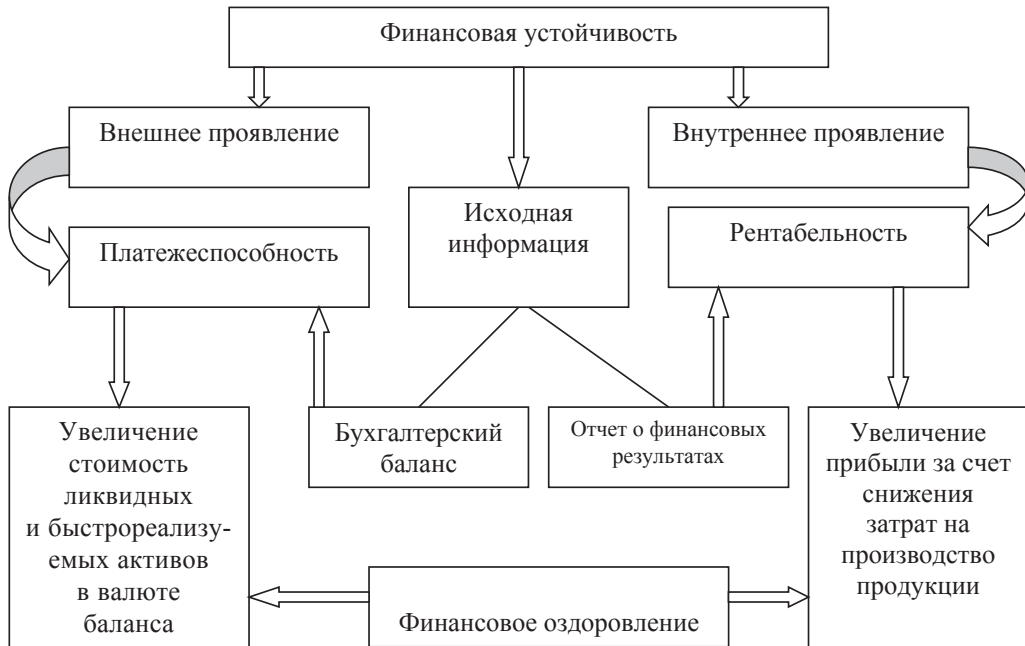 Финансовая устойчивость
Внешнее проявление
Внутреннее проявление
Исходная
информация
Платежеспособность
Рентабельность
Увеличение
стоимость
ликвидных
и быстрореализу-
емых активов
в валюте
баланса
Бухгалтерский
баланс
Отчет о финансовых
результатах
Увеличение
прибыли за счет
снижения
затрат на
производство
продукции
Финансовое оздоровление